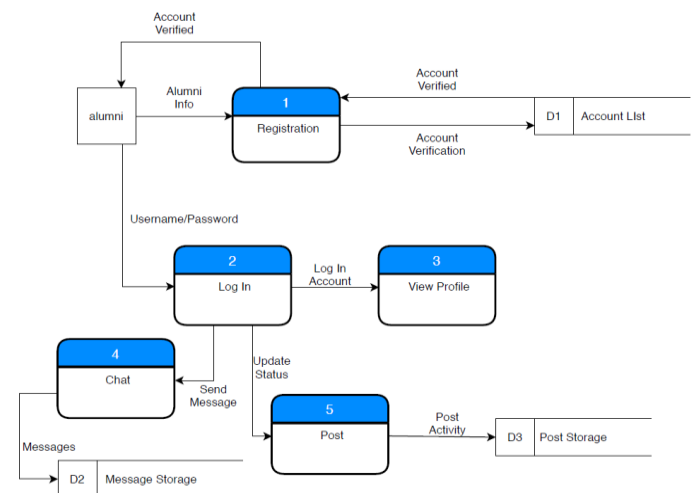 Account
Verified
Alumni
Info
alumni
1
Registration
Account
Verified
D1
Account LIst
Account
Verification
Username/Password
2
Log In
Log In
Account
3
View Profile
4
Chat
Send
Message
Update
Status
5
Post
Post
Activity
D3
Post Storage
Messages
D2
Message Storage